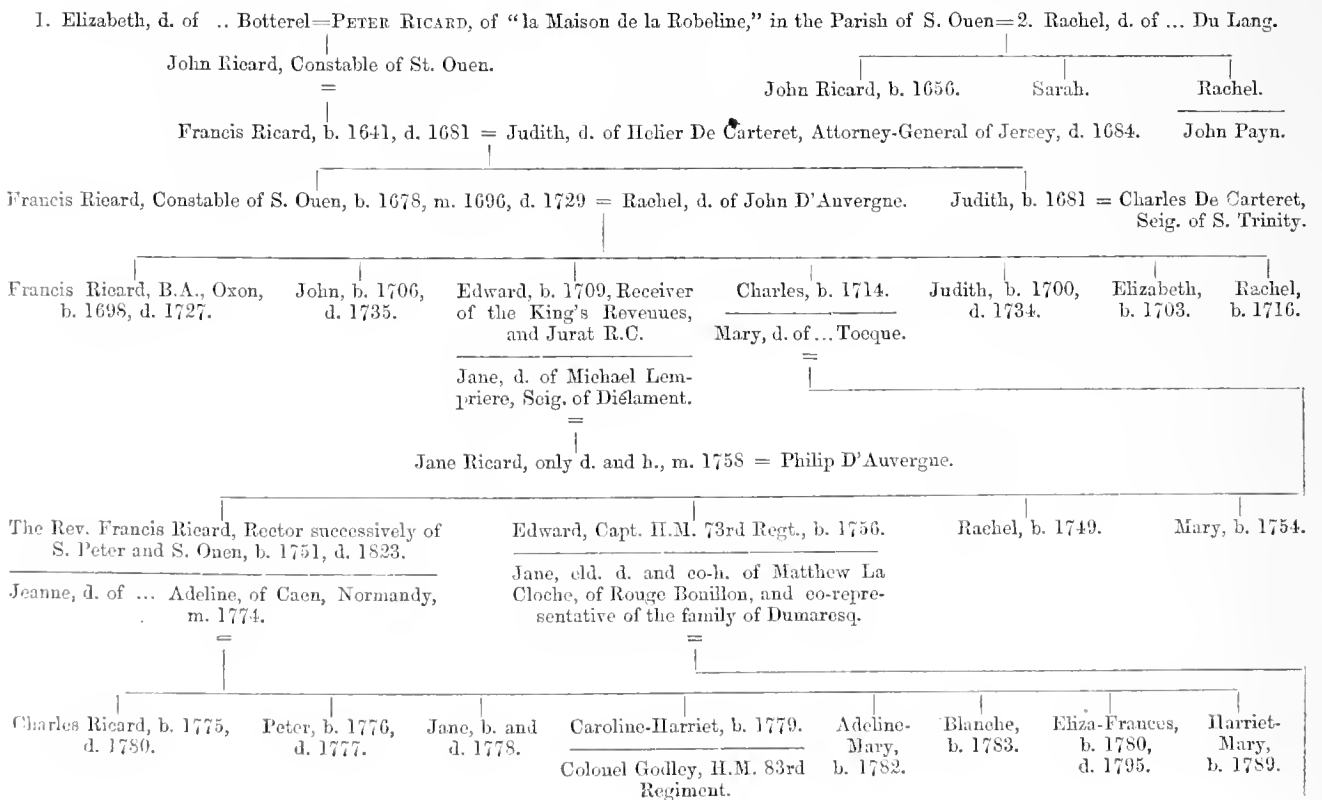 1. Elizabeth, d. of .. Botterel=PETER RICARD, of "la Maison de la Robeline," in the Parish of S. Ouen=2. Rachel, d. of ... Du Lang.
John Ricard, Constable of St. Ouen.
=
John Ricard, b. 1656. Sarah. Rachel.
John Payn.
Francis Ricard, b. 1641, d. 1681 = Judith, d. of Helier De Carteret, Attorney-General of Jersey, d. 1684.
Francis Ricard, Constable of S. Ouen, b. 1678, m. 1696, d. 1729 = Rachel, d. of John D'Auvergne.
Judith, b. 1681 = Charles De Carteret,
Seig. of S. Trinity.
Francis Ricard, B.A., Oxon,
b. 1698, d. 1727.
John, b. 1706,
d. 1735.
Edward, b. 1709, Receiver
of the King's Revenues,
and Jurat R.C.
Jane, d. of Michael Lem-
priere, Seig. of Diélament.
=
Charles, b. 1714.
Mary, d. of ... Tocque.
=
Judith, b. 1700,
d. 1734.
Elizabeth,
b. 1703.
Rachel,
b. 1716.
Jane Ricard, only d. and h., m. 1758 = Philip D'Auvergne.
The Rev. Francis Ricard, Rector successively of
S. Peter and S. Ouen, b. 1751, d. 1823.
Jeanne, d. of ... Adeline, of Caen, Normandy,
m. 1774.
=
Edward, Capt. H.M. 73rd Regt., b. 1756.
Jane, eld. d. and co-h. of Matthew La
Cloche, of Rouge Bouillon, and co-repre-
sentative of the family of Dumaresq.
=
Rachel, b. 1749.
Mary, b. 1754.
Charles Ricard, b. 1775,
d. 1780.
Peter, b. 1776,
d. 1777.
Jane, b. and
d. 1778.
Caroline-Harriet, b. 1779.
Colonel Godley, H.M. 83rd
Regiment.
Adeline-
Mary,
b. 1782.
Blanche,
b. 1783.
Eliza-Frances,
b. 1780,
d. 1795.
Harriet-
Mary,
b. 1789.